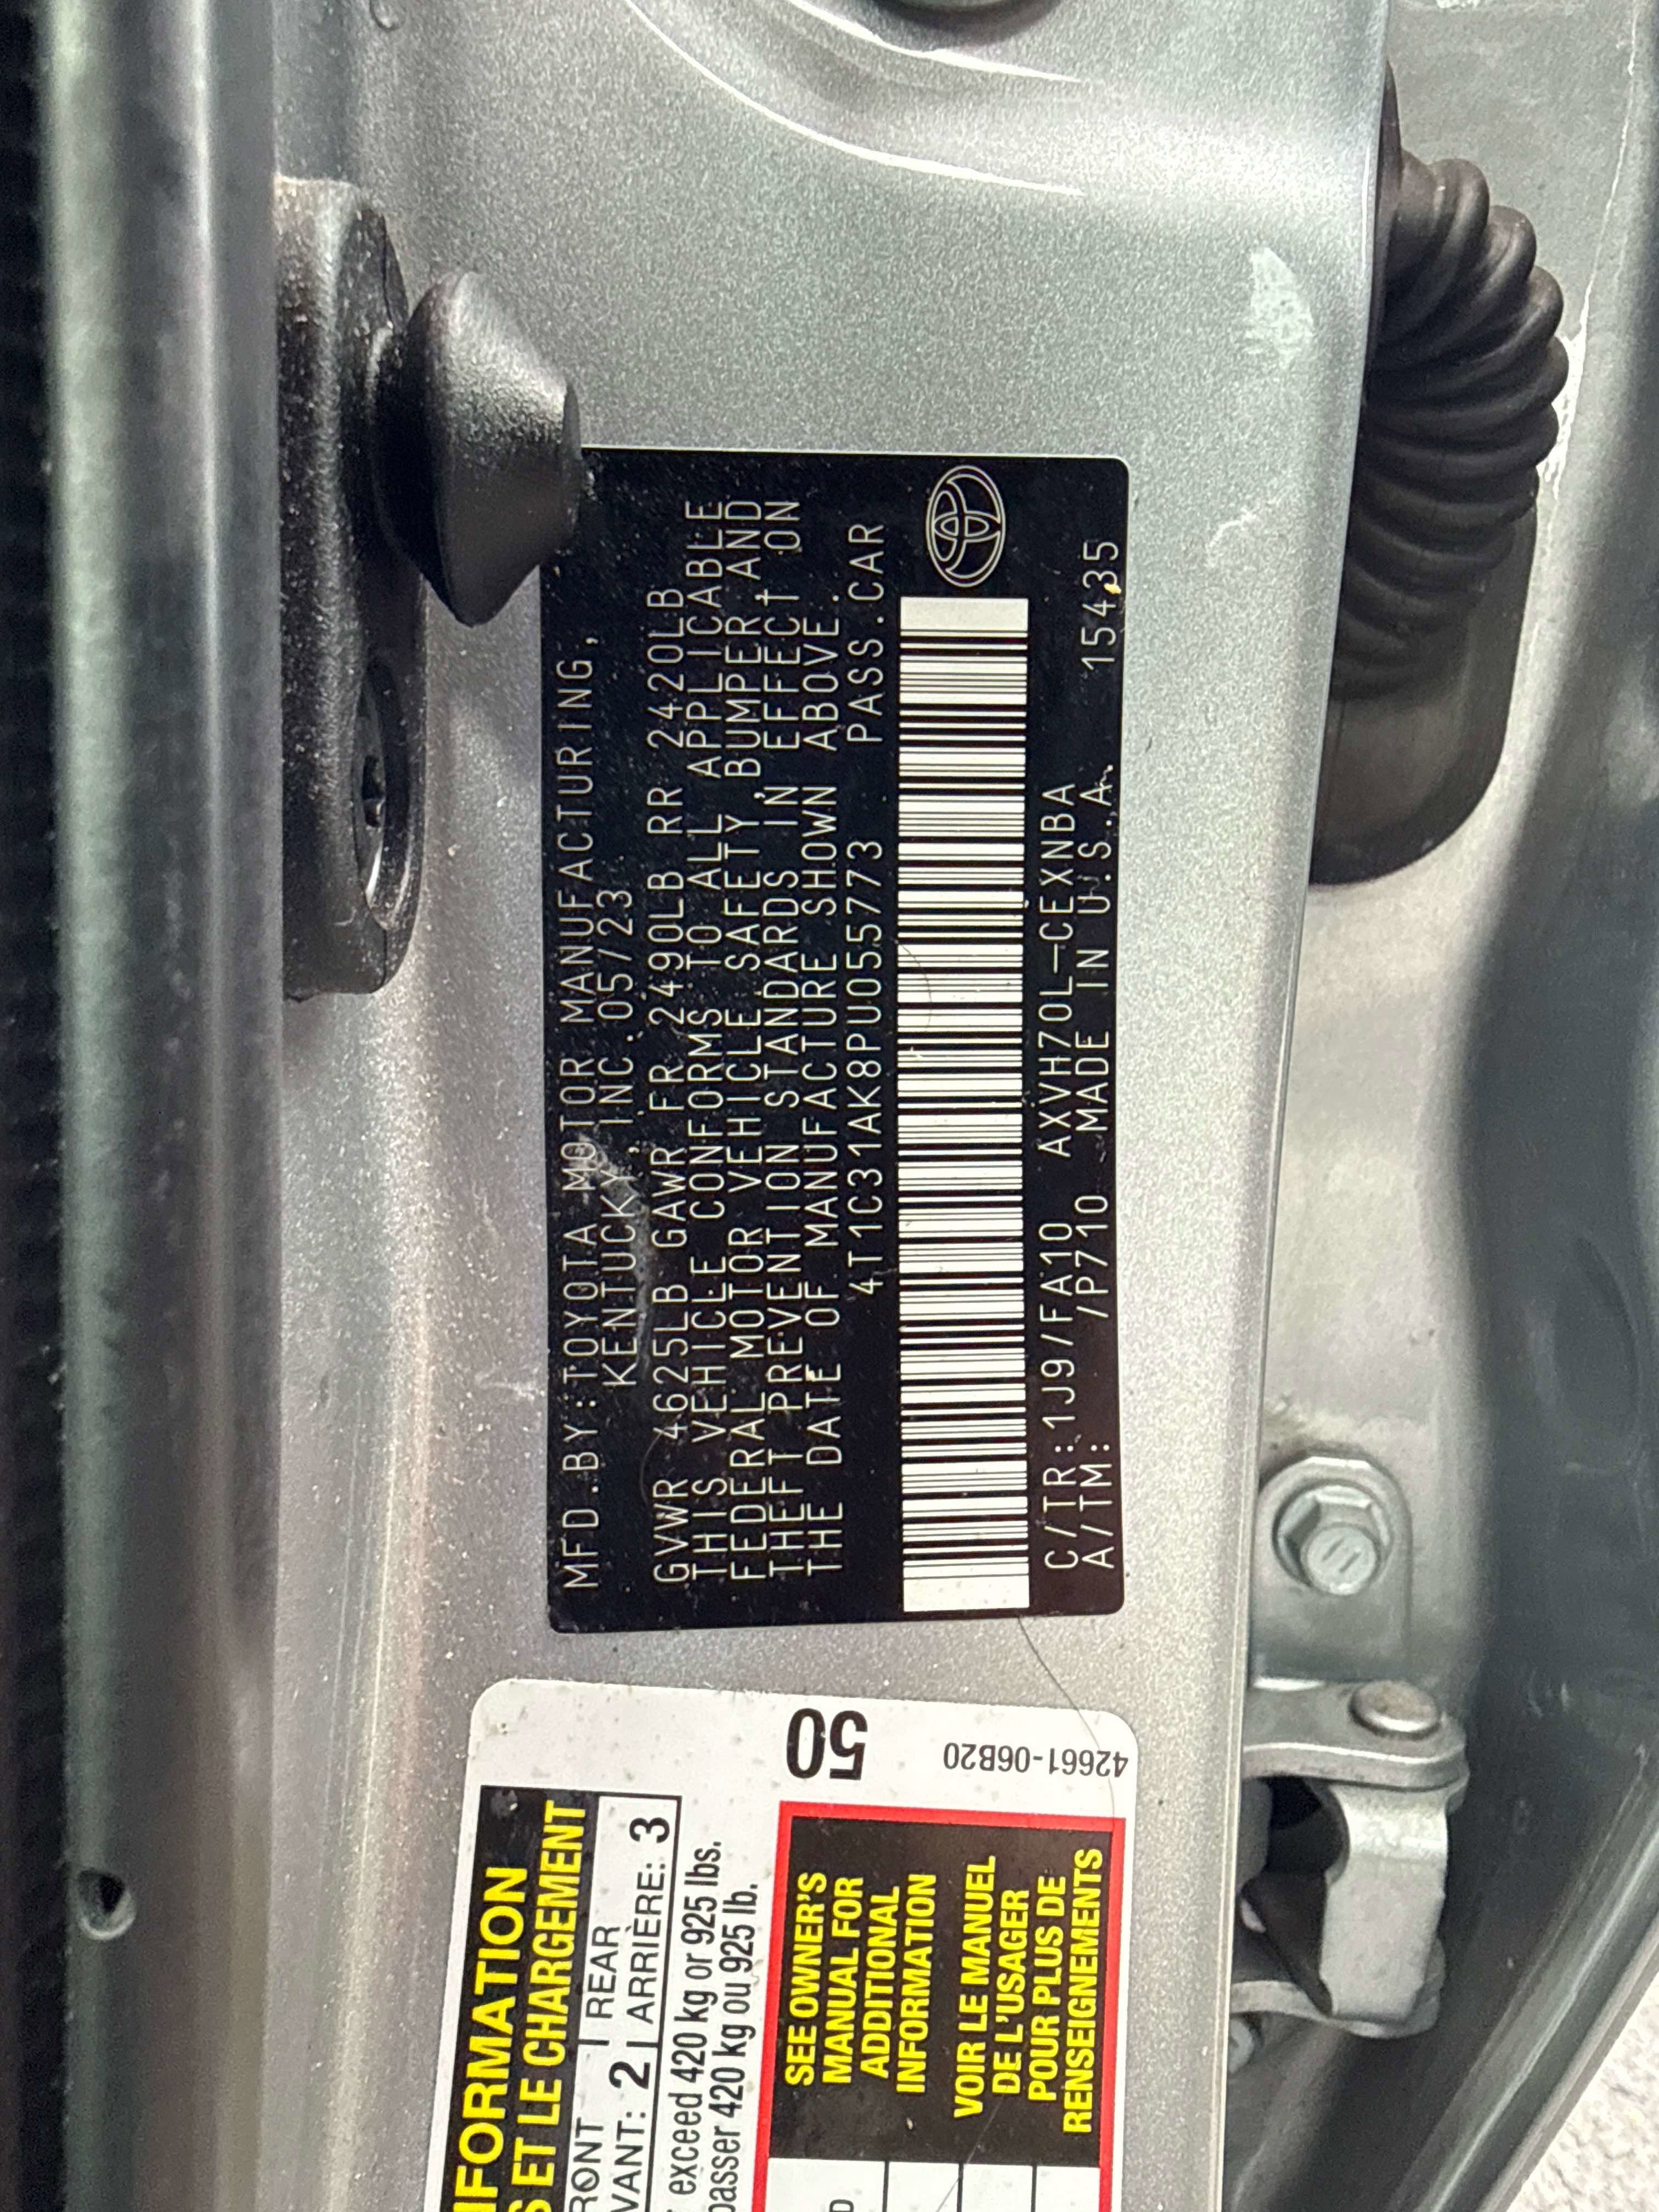 MFD.BY:TOYOTA MOTOR MANUFACTURING,
KENTUCKY, INC.05/23
GVWR 4625LB GAWR FR 2490LB RR 2420LB
THIS VEHICLE CONFORMS TO ALL APPLICABLE
FEDERAL MOTOR VEHICLE SAFETY,BUMPER AND
THEFT PREVENTION STANDARDS IN EFFECT ON
THE DATE OF MANUFACTURE SHOWN ABOVE.
4T1C31AK8PU055773 PASS.CAR
C/TR:1J9/FA10 AXVH70L-CEXNBA
A/TM: /P710 MADE IN U.S.A. 15435
50
42661-06B20
ET LE CHARGEMENT
REAR
2 ARRIÈRE: 3
exceed 420 kg or 925 lbs.
420 kg ou 925 lb.
SEE OWNER'S
MANUAL FOR
ADDITIONAL
INFORMATION
VOIR LE MANUEL
DE L'USAGER
POUR PLUS DE
RENSEIGNEMENTS